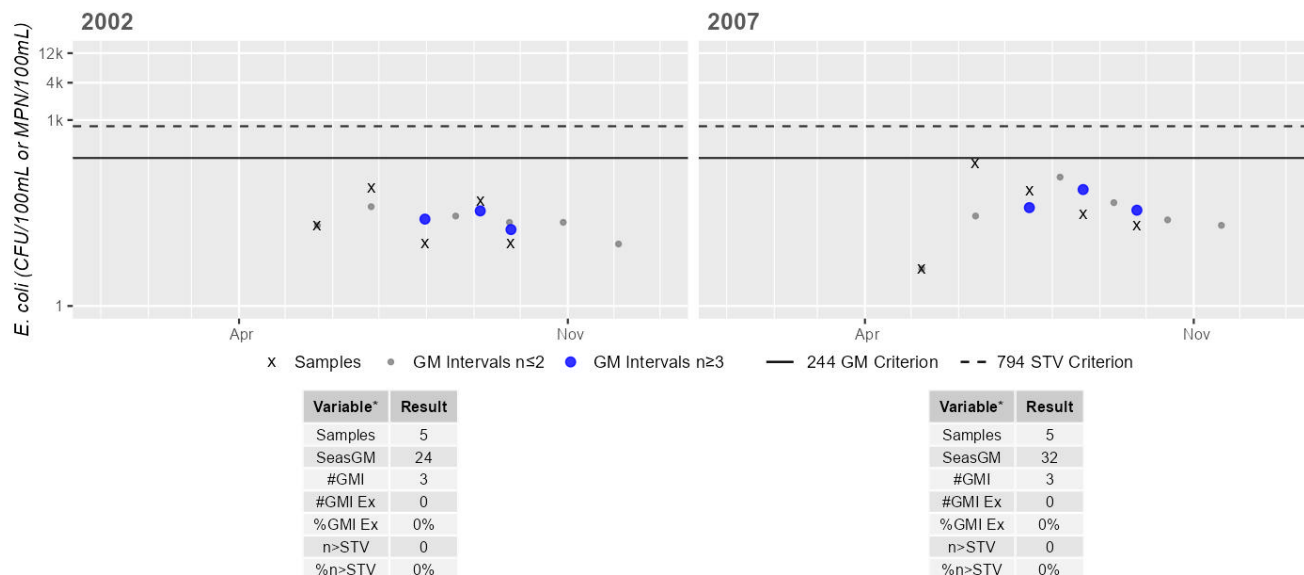 2002
2007
E. coli (CFU/100mL or MPN/100mL)
12k
4k
1k
1
Apr
Nov
Apr
Nov
x Samples GM Intervals n≤2 GM Intervals n≥3 244 GM Criterion 794 STV Criterion
Variable* Result
Samples 5
SeasGM 24
#GMI 3
#GMI Ex 0
%GMI Ex 0%
n>STV 0
%n>STV 0%
Variable* Result
Samples 5
SeasGM 32
#GMI 3
#GMI Ex 0
%GMI Ex 0%
n>STV 0
%n>STV 0%